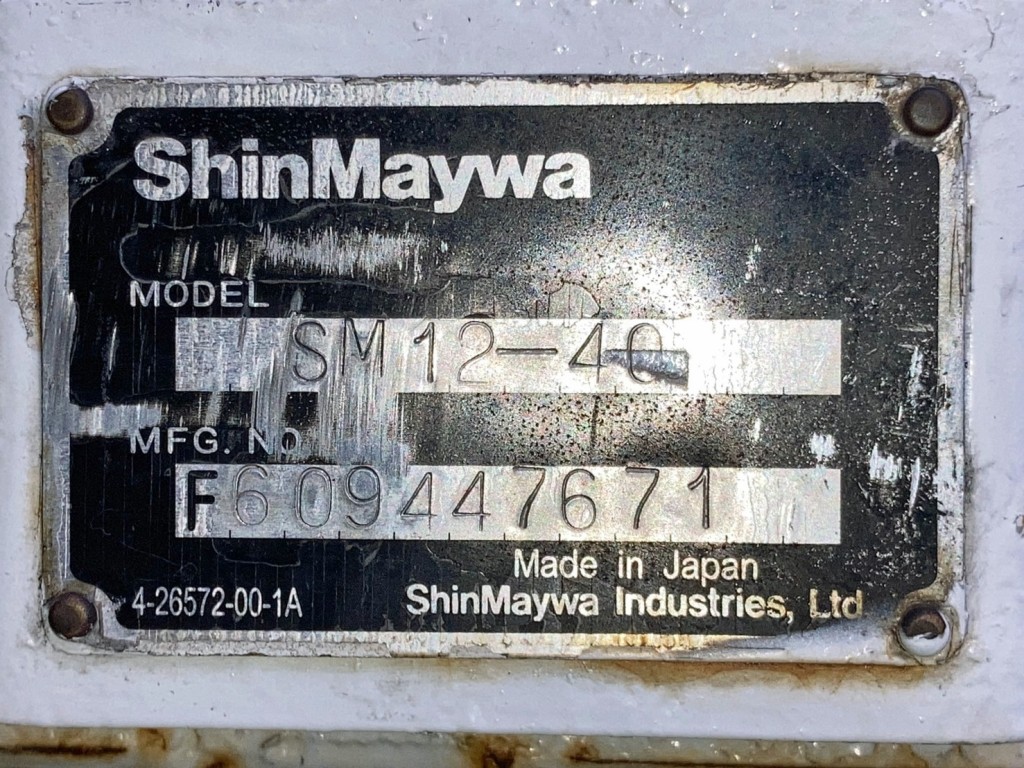 ShinMaywa
MODEL
SM12-40
MFG. NO
F609447671
Made in Japan
4-26572-00-1A
ShinMaywa Industries, Ltd